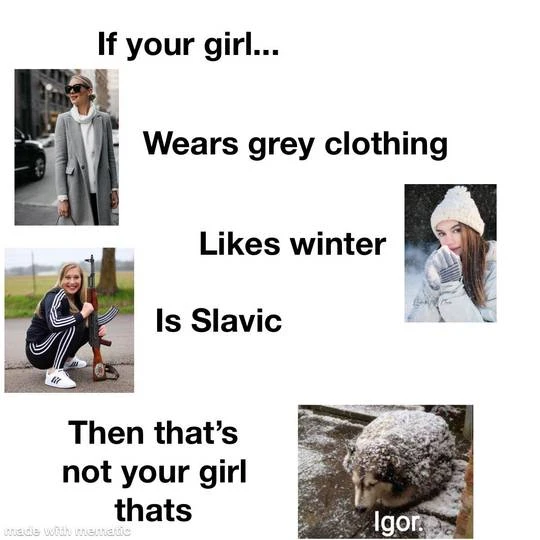 If your girl...
Wears grey clothing
Likes winter
Is Slavic
Then that's
not your girl
thats
Igor.
made with mematic